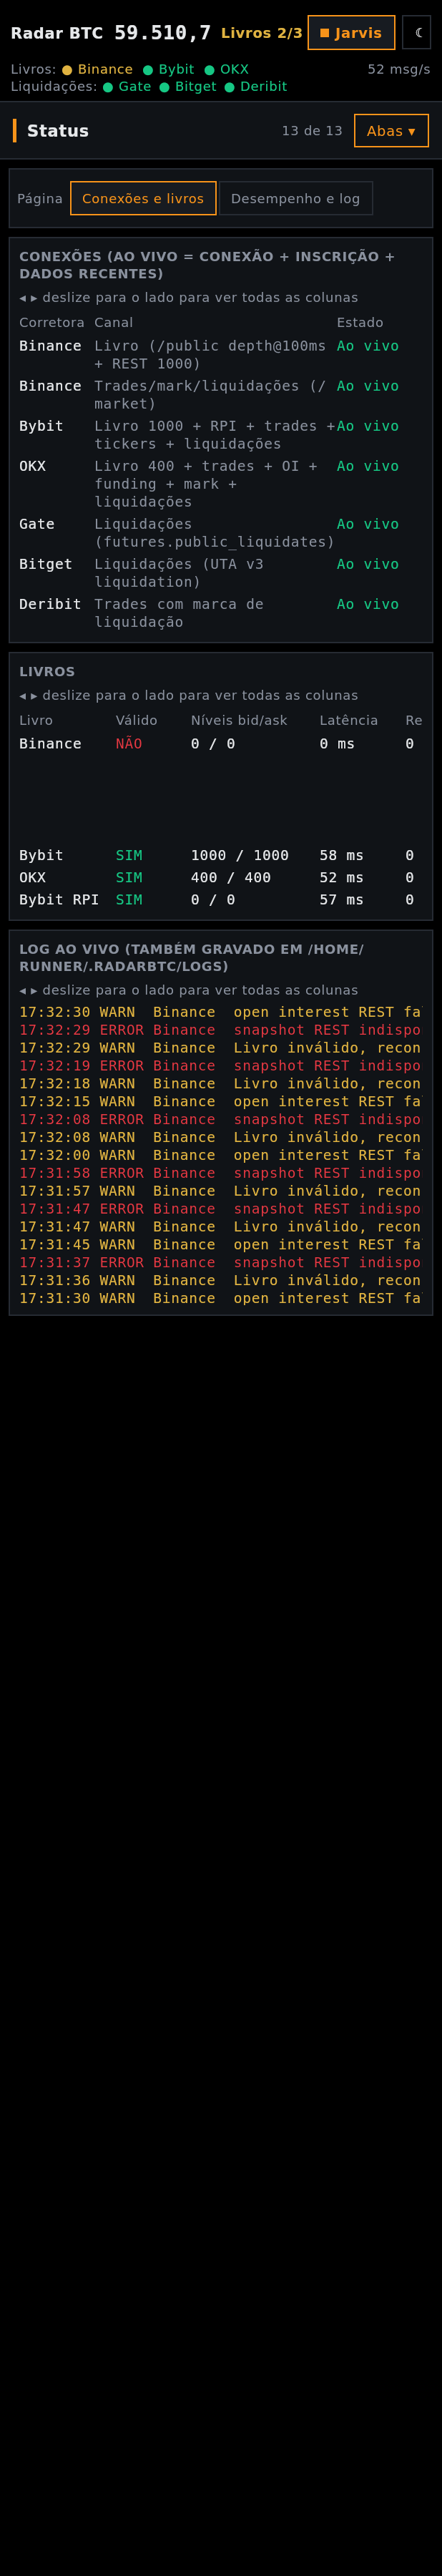 Radar BTC 59.510,7 Livros 2/3 Jarvis
Livros: Binance Bybit OKX 52 msg/s
Liquidações: Gate Bitget Deribit
Status 13 de 13 Abas ▾
Página Conexões e livros Desempenho e log
CONEXÕES (AO VIVO = CONEXÃO + INSCRIÇÃO +
DADOS RECENTES)
◂ ▸ deslize para o lado para ver todas as colunas
Corretora Canal Estado
Binance Livro (/public depth@100ms Ao vivo
+ REST 1000)
Binance Trades/mark/liquidações (/ Ao vivo
market)
Bybit Livro 1000 + RPI + trades + Ao vivo
tickers + liquidações
OKX Livro 400 + trades + OI + Ao vivo
funding + mark +
liquidações
Gate Liquidações Ao vivo
(futures.public_liquidates)
Bitget Liquidações (UTA v3 Ao vivo
liquidation)
Deribit Trades com marca de Ao vivo
liquidação
LIVROS
◂ ▸ deslize para o lado para ver todas as colunas
Livro Válido Níveis bid/ask Latência Re
Binance NÃO 0 / 0 0 ms 0
Bybit SIM 1000 / 1000 58 ms 0
OKX SIM 400 / 400 52 ms 0
Bybit RPI SIM 0 / 0 57 ms 0
LOG AO VIVO (TAMBÉM GRAVADO EM /HOME/
RUNNER/.RADARBTC/LOGS)
◂ ▸ deslize para o lado para ver todas as colunas
17:32:30 WARN Binance open interest REST fa
17:32:29 ERROR Binance snapshot REST indispo
17:32:29 WARN Binance Livro inválido, recon
17:32:19 ERROR Binance snapshot REST indispo
17:32:18 WARN Binance Livro inválido, recon
17:32:15 WARN Binance open interest REST fa
17:32:08 ERROR Binance snapshot REST indispo
17:32:08 WARN Binance Livro inválido, recon
17:32:00 WARN Binance open interest REST fa
17:31:58 ERROR Binance snapshot REST indispo
17:31:57 WARN Binance Livro inválido, recon
17:31:47 ERROR Binance snapshot REST indispo
17:31:47 WARN Binance Livro inválido, recon
17:31:45 WARN Binance open interest REST fa
17:31:37 ERROR Binance snapshot REST indispo
17:31:36 WARN Binance Livro inválido, recon
17:31:30 WARN Binance open interest REST fa